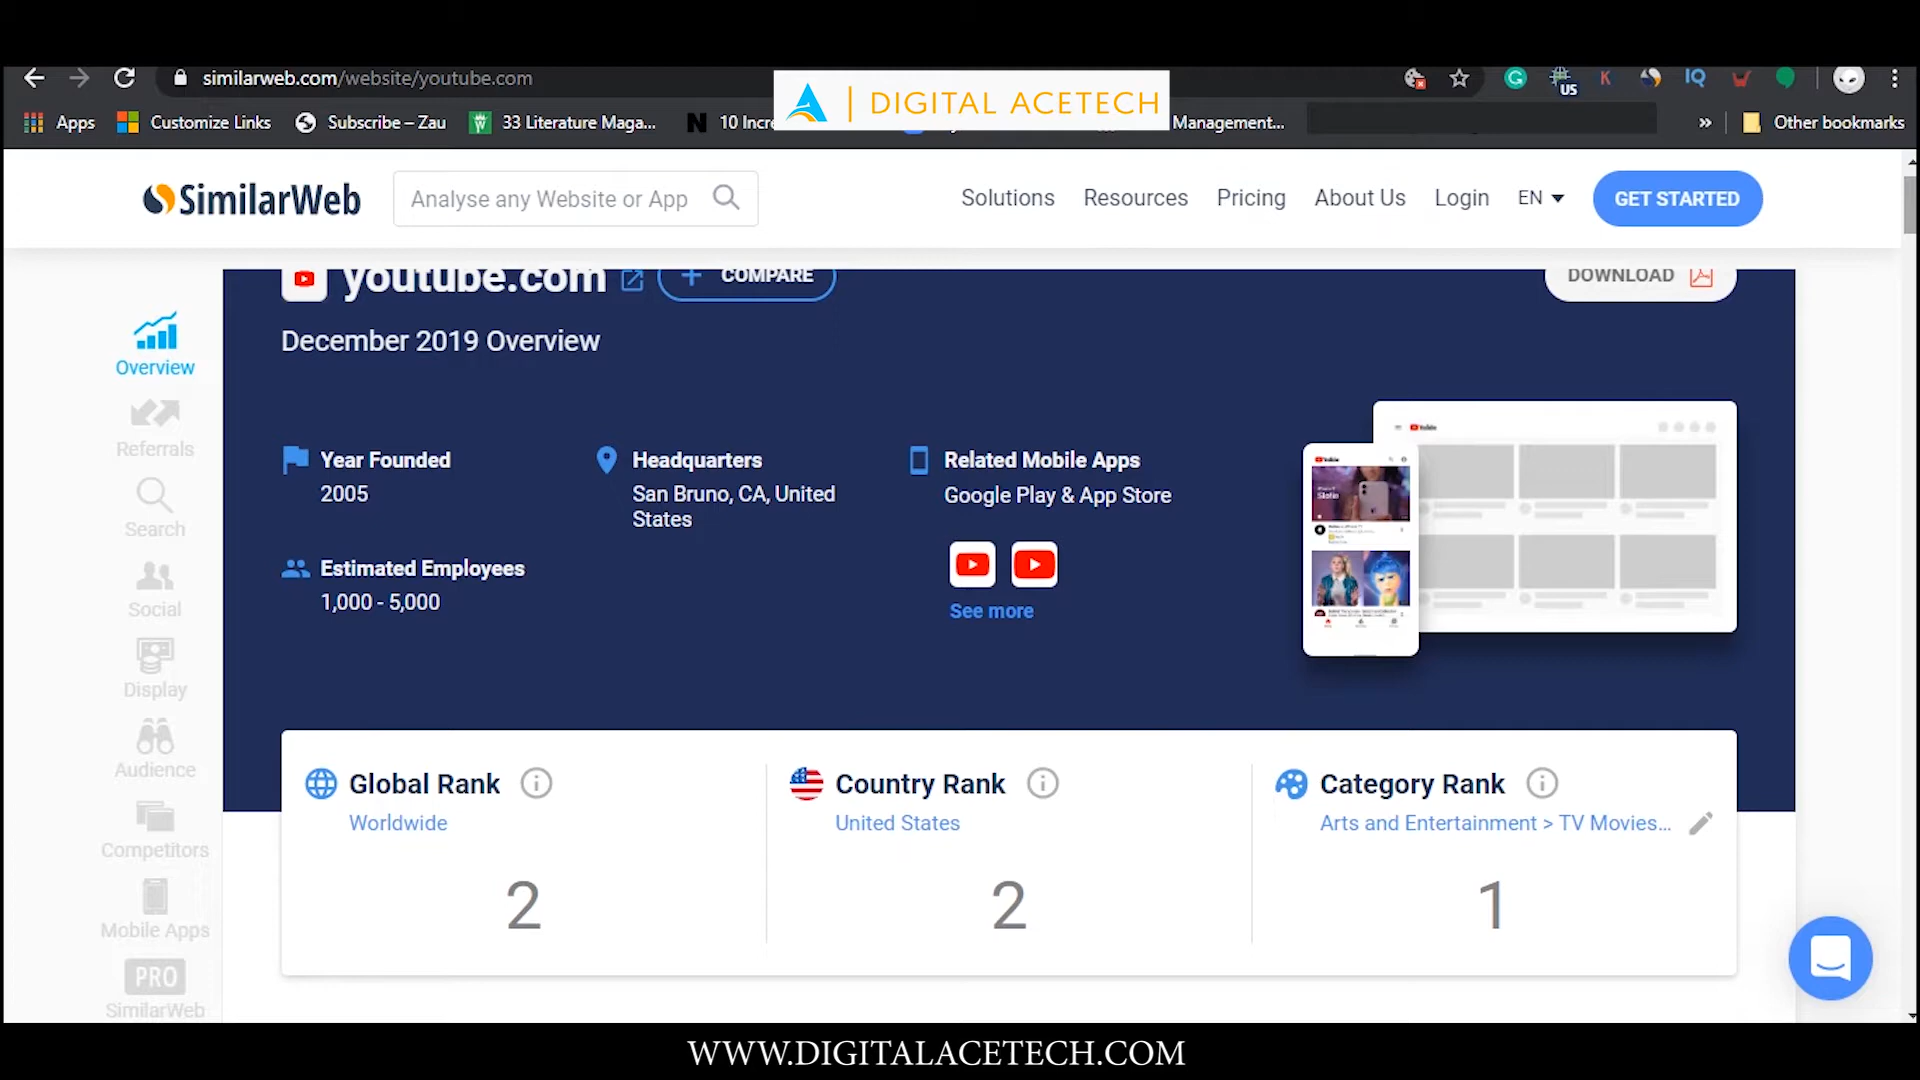 similarweb.com/website/youtube.com
DIGITAL ACETECH
US
K
IQ
Apps
Customize Links
Subscribe – Zau
33 Literature Maga...
10 Incre
Management...
»
Other bookmarks
SimilarWeb
Analyse any Website or App
Solutions
Resources
Pricing
About Us
Login
EN
GET STARTED
youtube.com
COMPARE
DOWNLOAD
December 2019 Overview
Overview
Referrals
Search
Social
Display
Audience
Competitors
Mobile Apps
PRO
SimilarWeb
Year Founded
2005
Headquarters
San Bruno, CA, United
States
Related Mobile Apps
Google Play & App Store
Estimated Employees
1,000 - 5,000
See more
Global Rank
Worldwide
2
Country Rank
United States
2
Category Rank
Arts and Entertainment > TV Movies...
1
WWW.DIGITALACETECH.COM